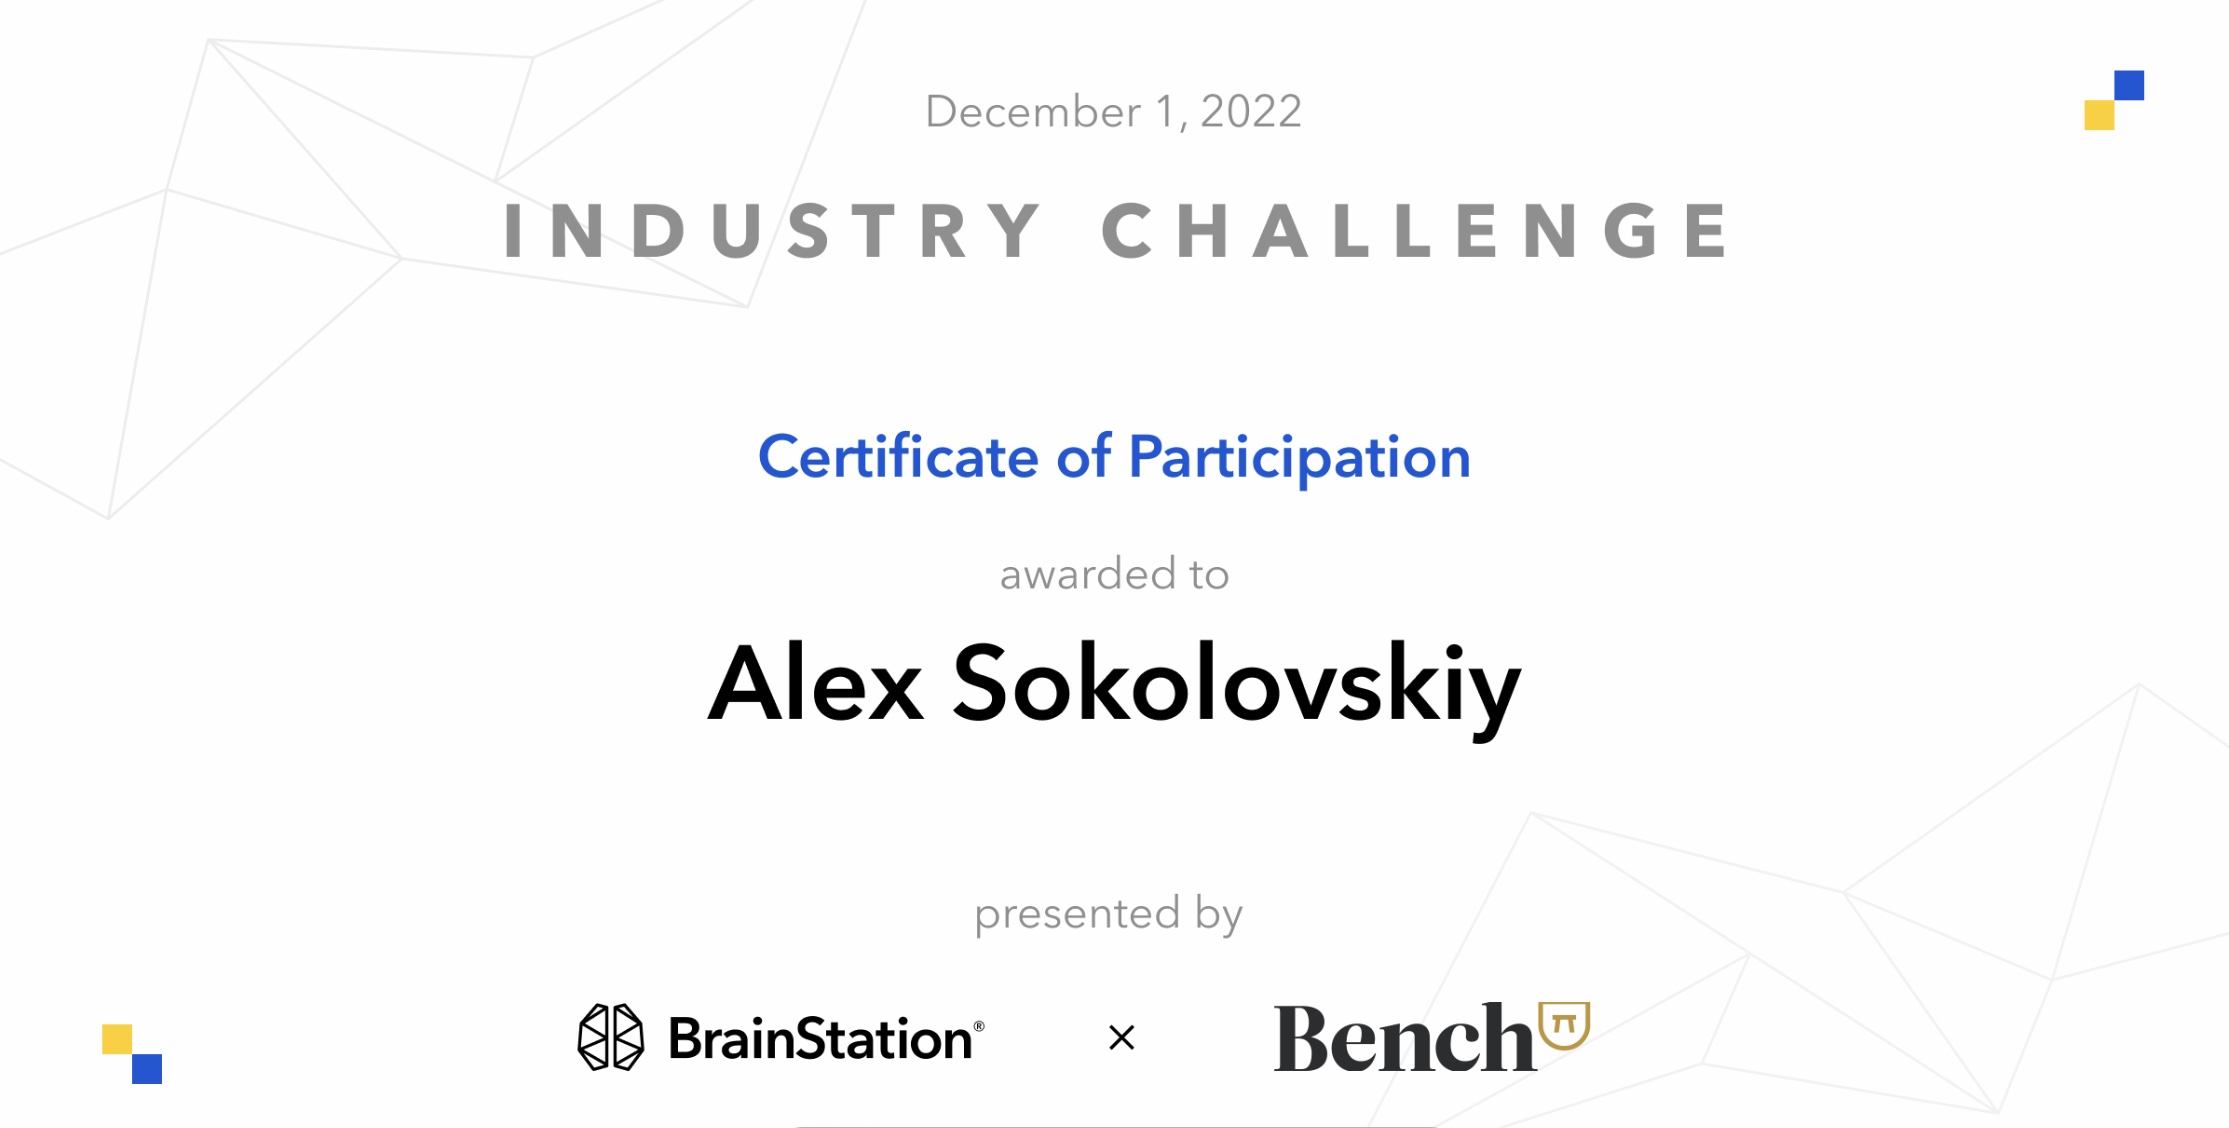 December 1, 2022
INDUSTRY CHALLENGE
Certificate of Participation
awarded to
Alex Sokolovskiy
presented by
BrainStation® × Bench